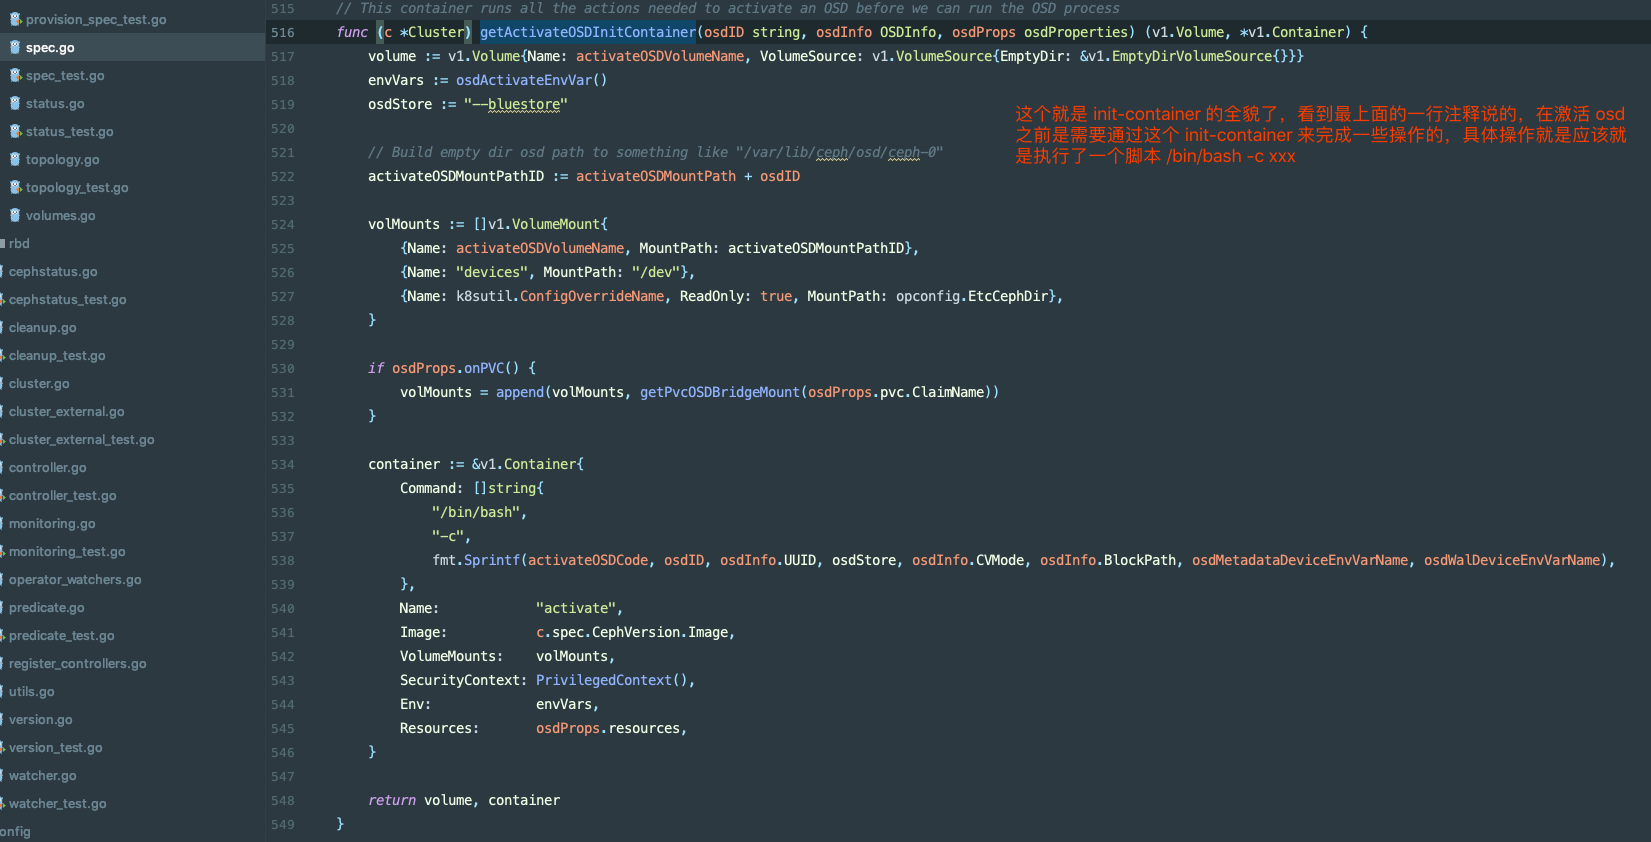 provision_spec_test.go
spec.go
spec_test.go
status.go
status_test.go
topology.go
topology_test.go
volumes.go
rbd
cephstatus.go
cephstatus_test.go
cleanup.go
cleanup_test.go
cluster.go
cluster_external.go
cluster_external_test.go
controller.go
controller_test.go
monitoring.go
monitoring_test.go
operator_watchers.go
predicate.go
predicate_test.go
register_controllers.go
utils.go
version.go
version_test.go
watcher.go
watcher_test.go
onfig
515 // This container runs all the actions needed to activate an OSD before we can run the OSD process
516 func (c *Cluster) getActivateOSDInitContainer(osdID string, osdInfo OSDInfo, osdProps osdProperties) (v1.Volume, *v1.Container) {
517 volume := v1.Volume{Name: activateOSDVolumeName, VolumeSource: v1.VolumeSource{EmptyDir: &v1.EmptyDirVolumeSource{}}}
518 envVars := osdActivateEnvVar()
519 osdStore := "--bluestore"
520
521 // Build empty dir osd path to something like "/var/lib/ceph/osd/ceph-0"
522 activateOSDMountPathID := activateOSDMountPath + osdID
523
524 volMounts := []v1.VolumeMount{
525 {Name: activateOSDVolumeName, MountPath: activateOSDMountPathID},
526 {Name: "devices", MountPath: "/dev"},
527 {Name: k8sutil.ConfigOverrideName, ReadOnly: true, MountPath: opconfig.EtcCephDir},
528 }
529
530 if osdProps.onPVC() {
531 volMounts = append(volMounts, getPvcOSDBridgeMount(osdProps.pvc.ClaimName))
532 }
533
534 container := &v1.Container{
535 Command: []string{
536 "/bin/bash",
537 "-c",
538 fmt.Sprintf(activateOSDCode, osdID, osdInfo.UUID, osdStore, osdInfo.CVMode, osdInfo.BlockPath, osdMetadataDeviceEnvVarName, osdWalDeviceEnvVarName),
539 },
540 Name: "activate",
541 Image: c.spec.CephVersion.Image,
542 VolumeMounts: volMounts,
543 SecurityContext: PrivilegedContext(),
544 Env: envVars,
545 Resources: osdProps.resources,
546 }
547
548 return volume, container
549 }
这个就是 init-container 的全貌了，看到最上面的一行注释说的，在激活 osd
之前是需要通过这个 init-container 来完成一些操作的，具体操作就是应该就
是执行了一个脚本 /bin/bash -c xxx